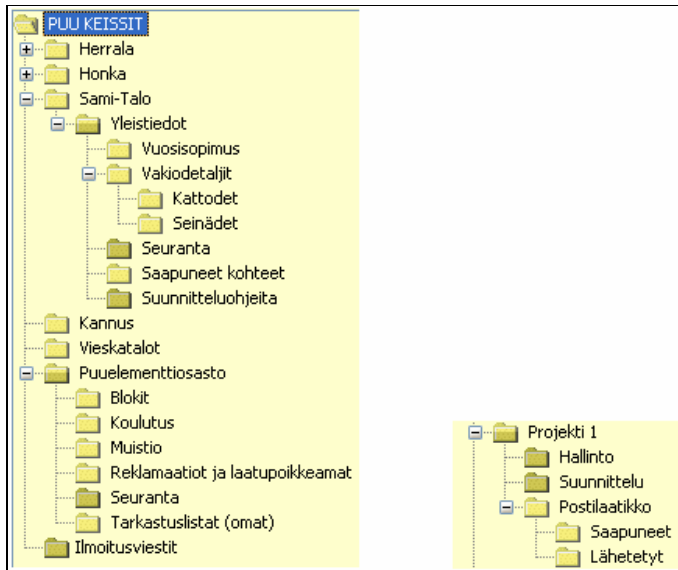 PUU KEISSIT
Herrala
Honka
Sami-Talo
Yleistiedot
Vuosisopimus
Vakiodetaljit
Kattodet
Seinädet
Seuranta
Saapuneet kohteet
Suunnitteluohjeita
Kannus
Vieskatalot
Puuelementtiosasto
Blokit
Koulutus
Muistio
Reklamaatiot ja laatupoikkeamat
Seuranta
Tarkastuslistat (omat)
Ilmoitusviestit
Projekti 1
Hallinto
Suunnittelu
Postilaatikko
Saapuneet
Lähetetyt